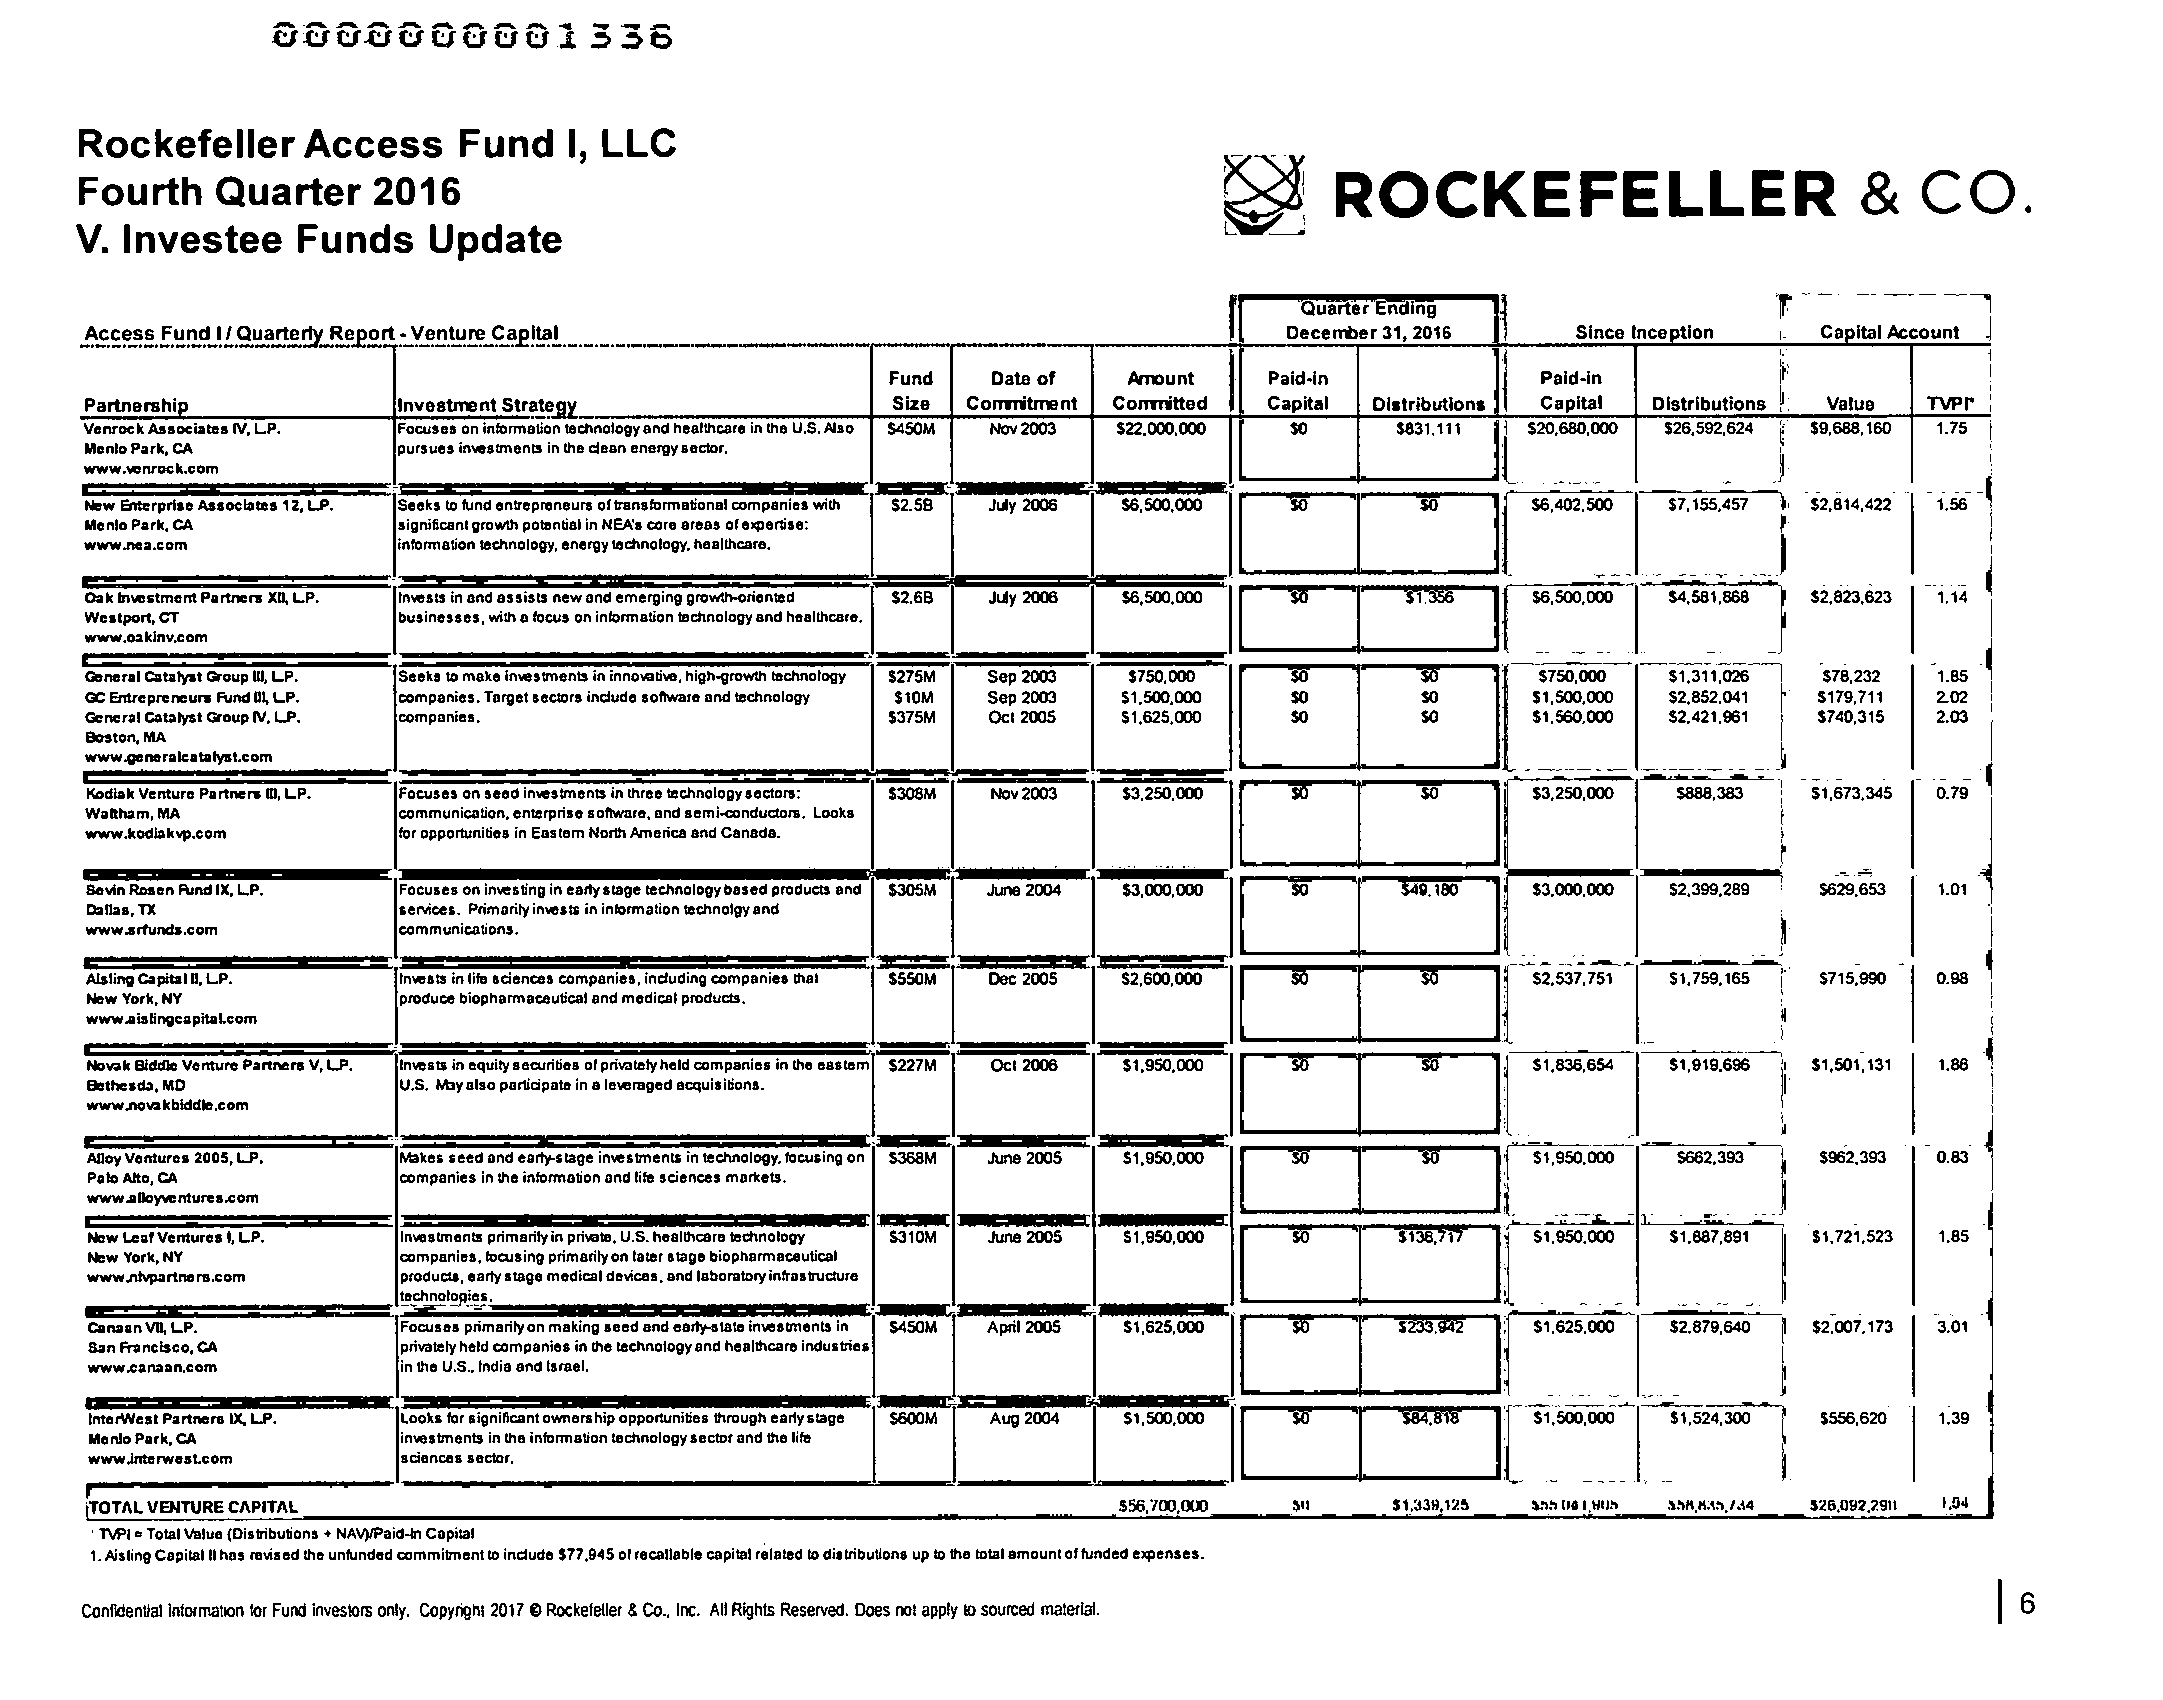 0000000001336
Rockefeller Access Fund I, LLC
Fourth Quarter 2016
V. Investee Funds Update
ROCKEFELLER & CO.
Access Fund I / Quarterly Report - Venture Capital
Quarter Ending
December 31, 2016
Since Inception
Capital Account
Partnership
Investment Strategy
Fund Size
Date of Commitment
Amount Committed
Paid-in Capital
Distributions
Paid-in Capital
Distributions
Value
TVPI*
Venrock Associates IV, L.P. Focuses on information technology and healthcare in the U.S. Also $450M Nov 2003 $22,000,000 $0 $831,111 $20,680,000 $26,592,624 $9,688,160 1.75
Menlo Park, CA pursues investments in the clean energy sector.
www.venrock.com
New Enterprise Associates 12, L.P. Seeks to fund entrepreneurs of transformational companies with $2.5B July 2006 $6,500,000 $0 $0 $6,402,500 $7,155,457 $2,814,422 1.56
Menlo Park, CA significant growth potential in NEA's core areas of expertise:
www.nea.com information technology, energy technology, healthcare.
Oak Investment Partners XII, L.P. Invests in and assists new and emerging growth-oriented $2.6B July 2006 $6,500,000 $0 $1,356 $6,500,000 $4,581,868 $2,823,623 1.14
Westport, CT businesses, with a focus on information technology and healthcare.
www.oakinv.com
General Catalyst Group III, L.P. Seeks to make investments in innovative, high-growth technology $275M Sep 2003 $750,000 $0 $0 $750,000 $1,311,026 $78,232 1.85
GC Entrepreneurs Fund III, L.P. companies. Target sectors include software and technology $10M Sep 2003 $1,500,000 $0 $0 $1,500,000 $2,852,041 $179,711 2.02
General Catalyst Group IV, L.P. companies. $375M Oct 2005 $1,625,000 $0 $0 $1,560,000 $2,421,961 $740,315 2.03
Boston, MA
www.generalcatalyst.com
Kodiak Venture Partners III, L.P. Focuses on seed investments in three technology sectors: $308M Nov 2003 $3,250,000 $0 $0 $3,250,000 $888,383 $1,673,345 0.79
Waltham, MA communication, enterprise software, and semi-conductors. Looks
www.kodiakvp.com for opportunities in Eastern North America and Canada.
Sevin Rosen Fund IX, L.P. Focuses on investing in early stage technology based products and $305M June 2004 $3,000,000 $0 $49,180 $3,000,000 $2,399,289 $629,653 1.01
Dallas, TX services. Primarily invests in information technolgy and
www.srfunds.com communications.
Aisling Capital II, L.P. Invests in life sciences companies, including companies that $550M Dec 2005 $2,600,000 $0 $0 $2,537,751 $1,759,165 $715,990 0.98
New York, NY produce biopharmaceutical and medical products.
www.aislingcapital.com
Novak Biddle Venture Partners V, L.P. Invests in equity securities of privately held companies in the eastern $227M Oct 2006 $1,950,000 $0 $0 $1,836,654 $1,919,696 $1,501,131 1.86
Bethesda, MD U.S. May also participate in a leveraged acquisitions.
www.novakbiddle.com
Alloy Ventures 2005, L.P. Makes seed and early-stage investments in technology, focusing on $368M June 2005 $1,950,000 $0 $0 $1,950,000 $662,393 $962,393 0.83
Palo Alto, CA companies in the information and life sciences markets.
www.alloyventures.com
New Leaf Ventures I, L.P. Investments primarily in private, U.S. healthcare technology $310M June 2005 $1,950,000 $0 $138,717 $1,950,000 $1,887,891 $1,721,523 1.85
New York, NY companies, focusing primarily on later stage biopharmaceutical
www.nlvpartners.com products, early stage medical devices, and laboratory infrastructure
technologies.
Canaan VII, L.P. Focuses primarily on making seed and early-state investments in $450M April 2005 $1,625,000 $0 $233,942 $1,625,000 $2,879,640 $2,007,173 3.01
San Francisco, CA privately held companies in the technology and healthcare industries
www.canaan.com in the U.S., India and Israel.
InterWest Partners IX, L.P. Looks for significant ownership opportunities through early stage $600M Aug 2004 $1,500,000 $0 $84,818 $1,500,000 $1,524,300 $556,620 1.39
Menlo Park, CA investments in the information technology sector and the life
www.interwest.com sciences sector.
TOTAL VENTURE CAPITAL $56,700,000 $0 $1,339,125
* TVPI = Total Value (Distributions + NAV)/Paid-In Capital
1. Aisling Capital II has revised the unfunded commitment to include $77,945 of recallable capital related to distributions up to the total amount of funded expenses.
Confidential information for Fund investors only. Copyright 2017 © Rockefeller & Co., Inc. All Rights Reserved. Does not apply to sourced material.
6